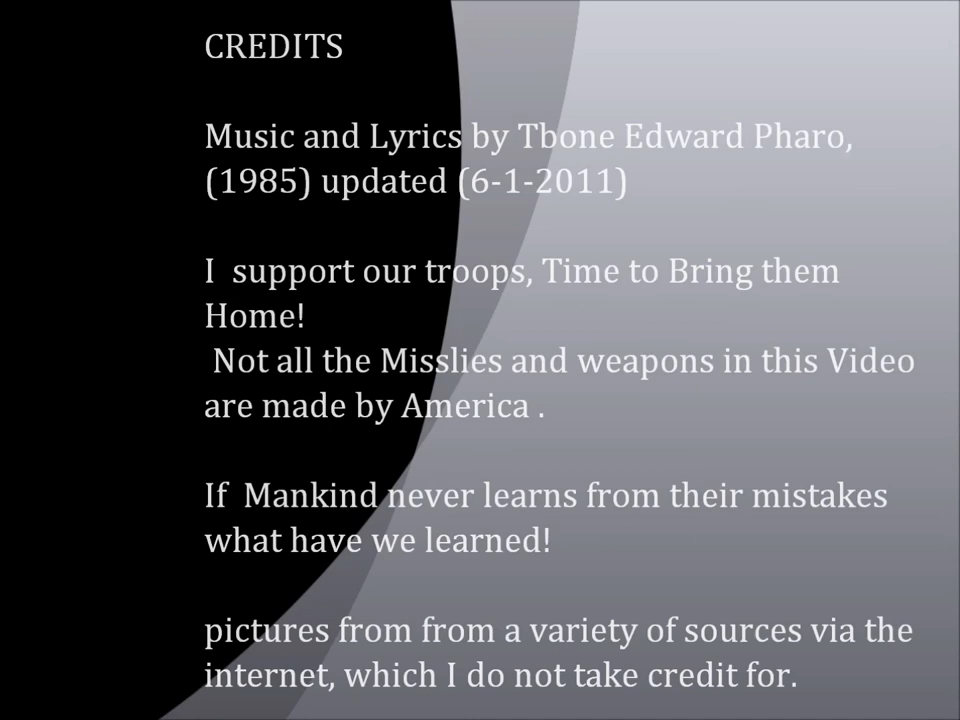 CREDITS
Music and Lyrics by Tbone Edward Pharo,
(1985) updated (6-1-2011)
I  support our troops, Time to Bring them
Home!
Not all the Misslies and weapons in this Video
are made by America .
If  Mankind never learns from their mistakes
what have we learned!
pictures from from a variety of sources via the
internet, which I do not take credit for.